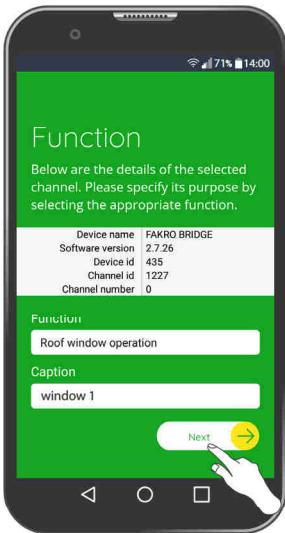 71% 14:00
Function
Below are the details of the selected
channel. Please specify its purpose by
selecting the appropriate function.
Device name FAKRO BRIDGE
Software version 2.7.26
Device id 435
Channel id 1227
Channel number 0
Function
Roof window operation
Caption
window 1
Next